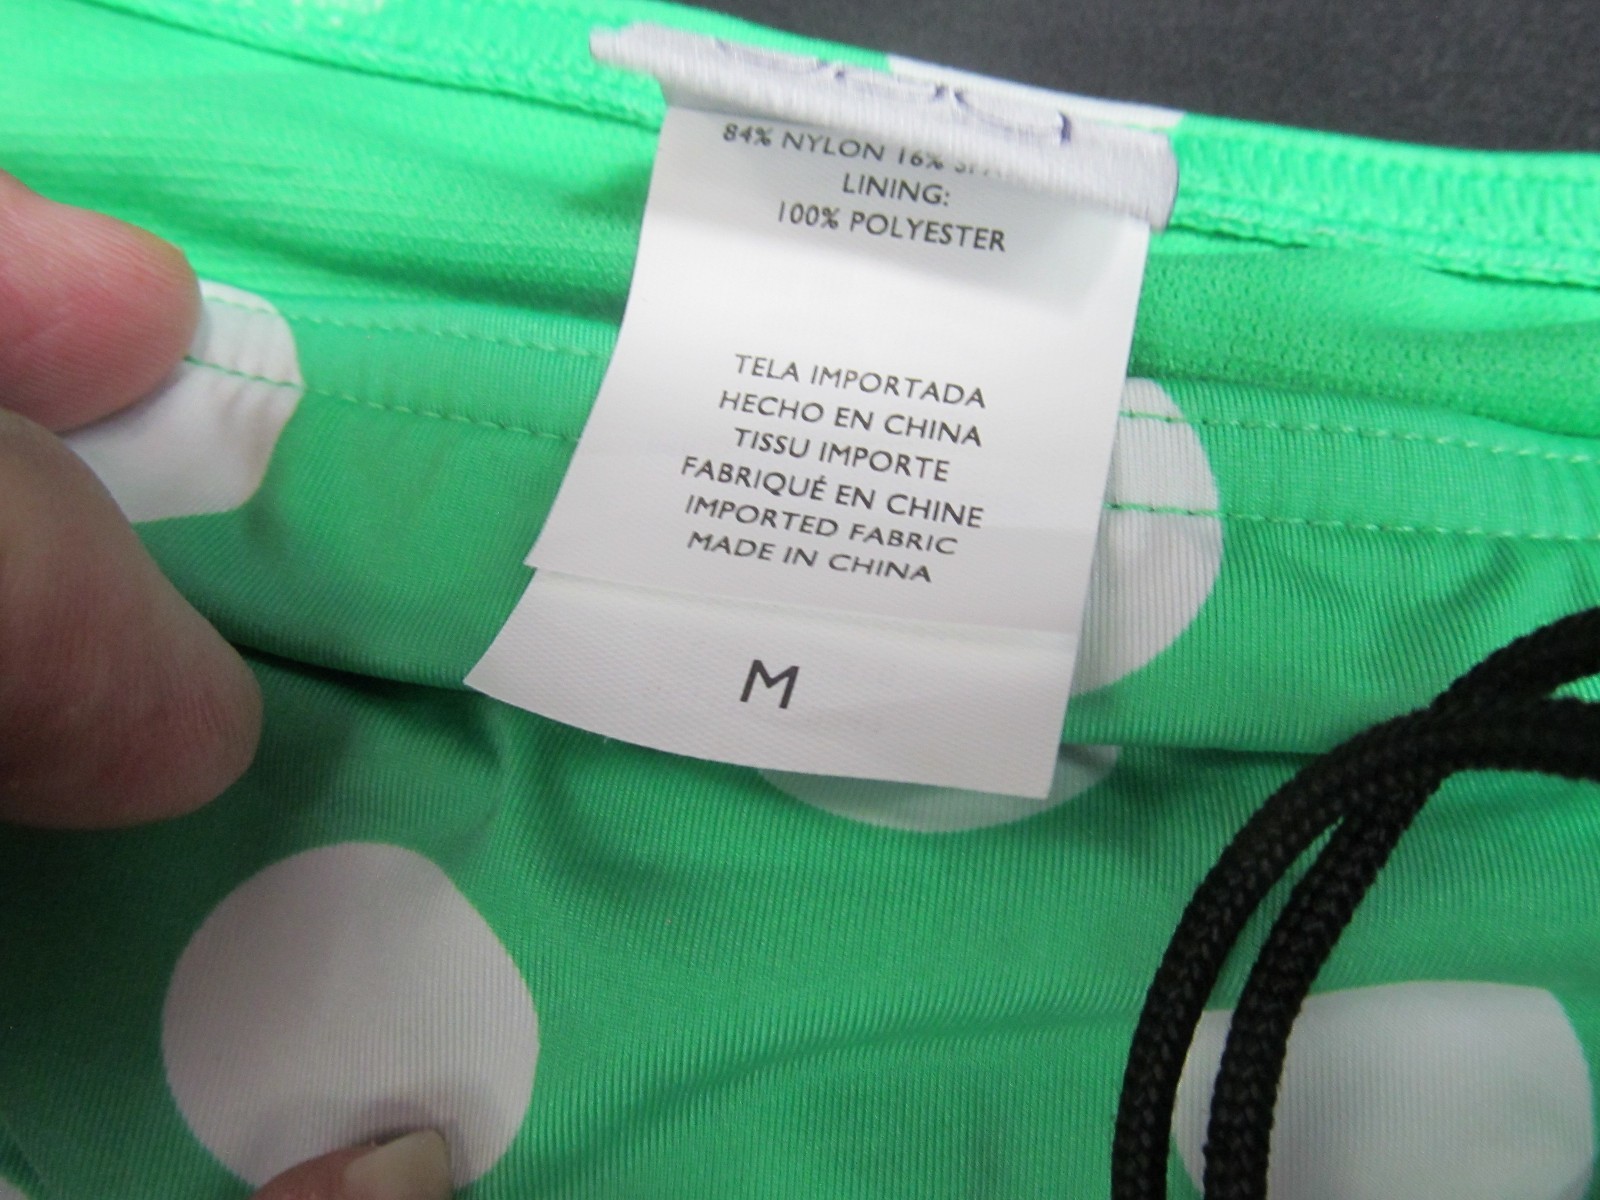 84% NYLON 16%
LINING:
100% POLYESTER
TELA IMPORTADA
HECHO EN CHINA
TISSU IMPORTE
FABRIQUÉ EN CHINE
IMPORTED FABRIC
MADE IN CHINA
M